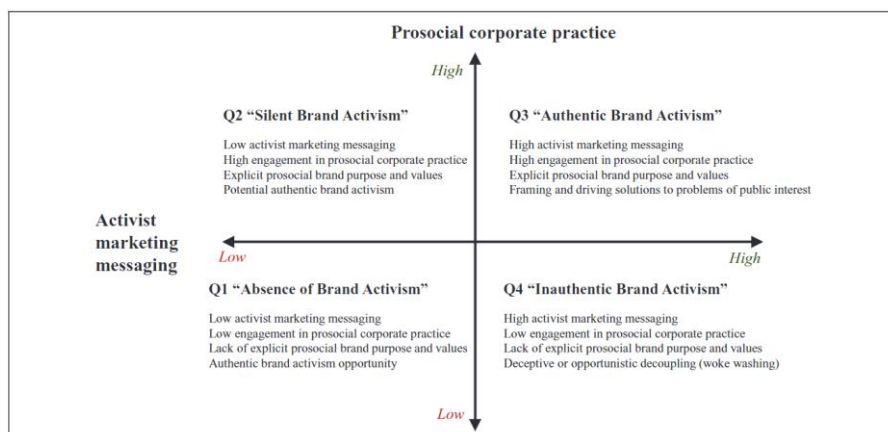 Prosocial corporate practice
High
Q2 “Silent Brand Activism”
Low activist marketing messaging
High engagement in prosocial corporate practice
Explicit prosocial brand purpose and values
Potential authentic brand activism
Q3 “Authentic Brand Activism”
High activist marketing messaging
High engagement in prosocial corporate practice
Explicit prosocial brand purpose and values
Framing and driving solutions to problems of public interest
Activist
marketing
messaging
Low
High
Q1 “Absence of Brand Activism”
Low activist marketing messaging
Low engagement in prosocial corporate practice
Lack of explicit prosocial brand purpose and values
Authentic brand activism opportunity
Q4 “Inauthentic Brand Activism”
High activist marketing messaging
Low engagement in prosocial corporate practice
Lack of explicit prosocial brand purpose and values
Deceptive or opportunistic decoupling (woke washing)
Low